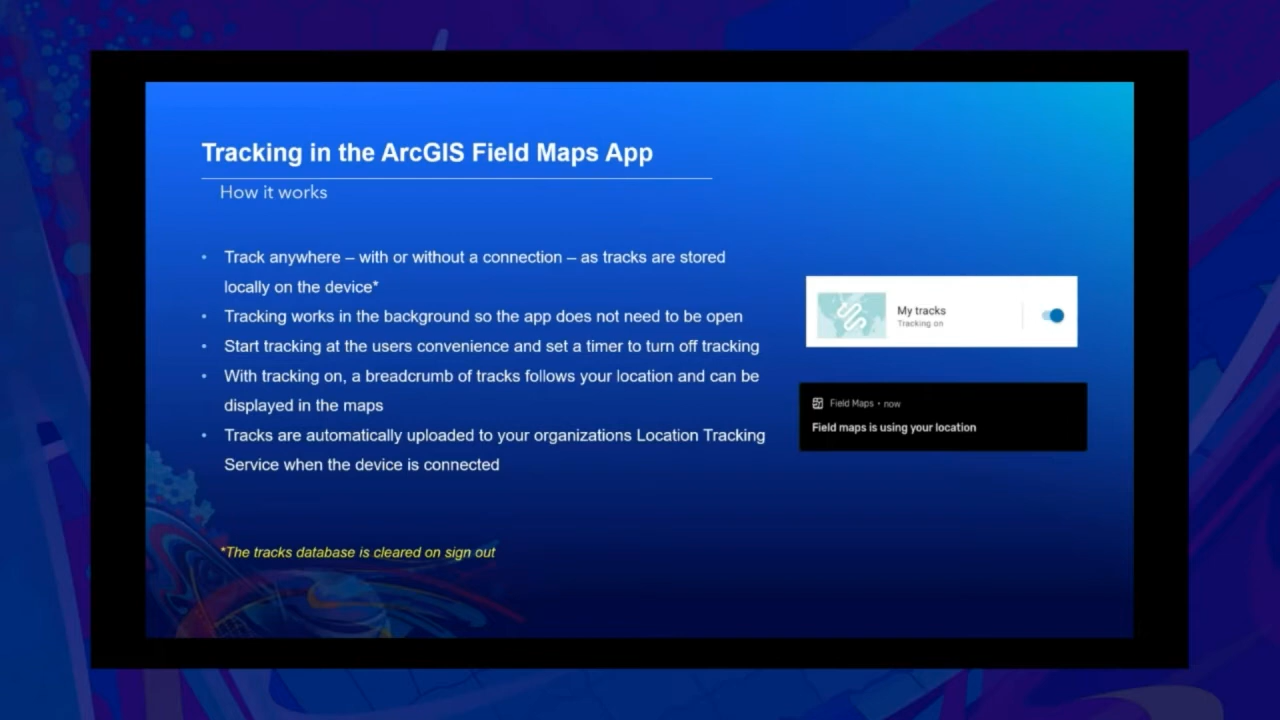 Tracking in the ArcGIS Field Maps App
How it works
• Track anywhere – with or without a connection – as tracks are stored
locally on the device*
• Tracking works in the background so the app does not need to be open
• Start tracking at the users convenience and set a timer to turn off tracking
• With tracking on, a breadcrumb of tracks follows your location and can be
displayed in the maps
• Tracks are automatically uploaded to your organizations Location Tracking
Service when the device is connected
*The tracks database is cleared on sign out
My tracks
Tracking on
Field Maps • now
Field maps is using your location